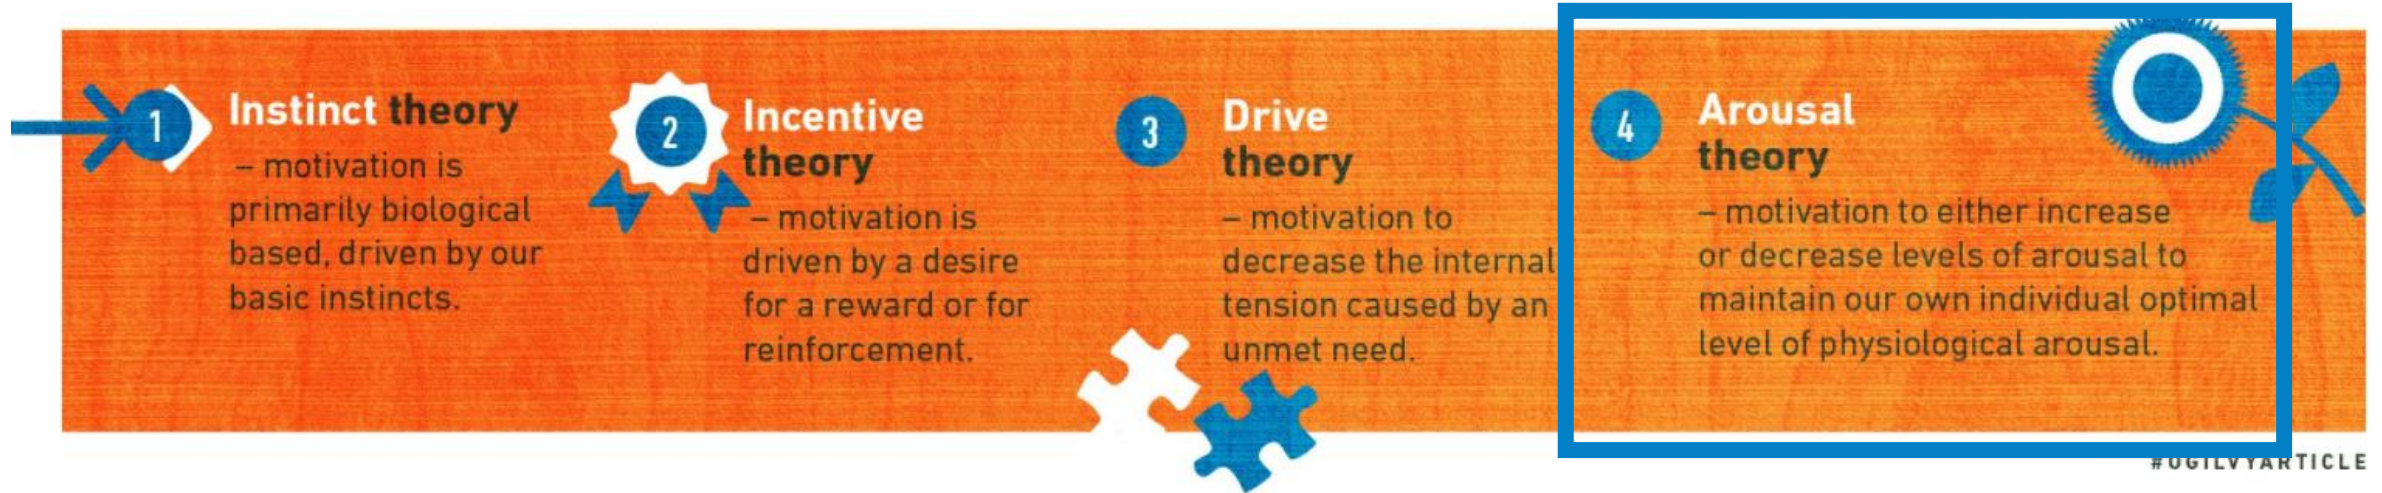 1
Instinct theory
– motivation is
primarily biological
based, driven by our
basic instincts.
2
Incentive
theory
– motivation is
driven by a desire
for a reward or for
reinforcement.
3
Drive
theory
– motivation to
decrease the internal
tension caused by an
unmet need.
4
Arousal
theory
– motivation to either increase
or decrease levels of arousal to
maintain our own individual optimal
level of physiological arousal.
#OGILVYARTICLE